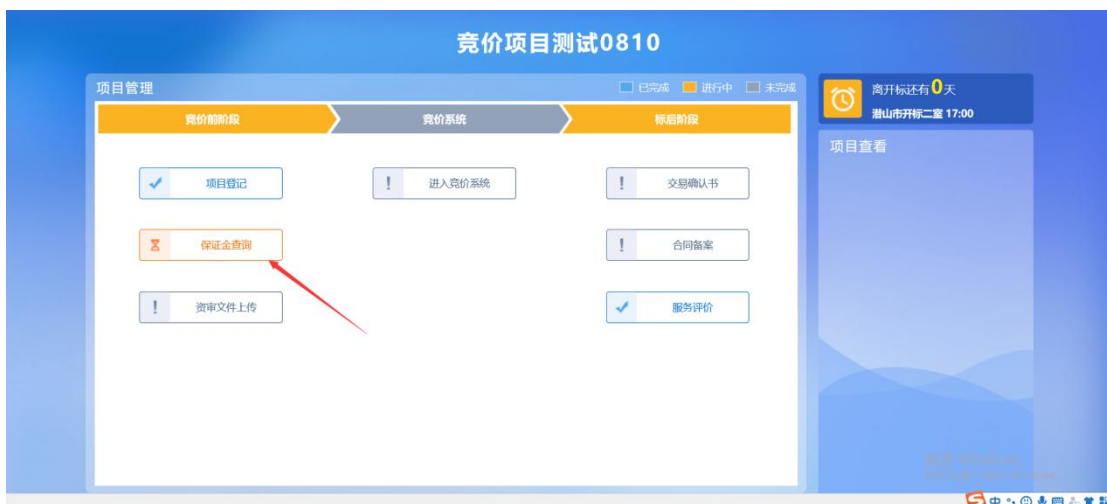 竞价项目测试0810
项目管理
已完成 进行中 未完成
竞价前阶段 竞价系统 标后阶段
项目登记 进入竞价系统 交易确认书
保证金查询 合同备案
资审文件上传 服务评价
离开标还有0天
潜山市开标二室 17:00
项目查看
中